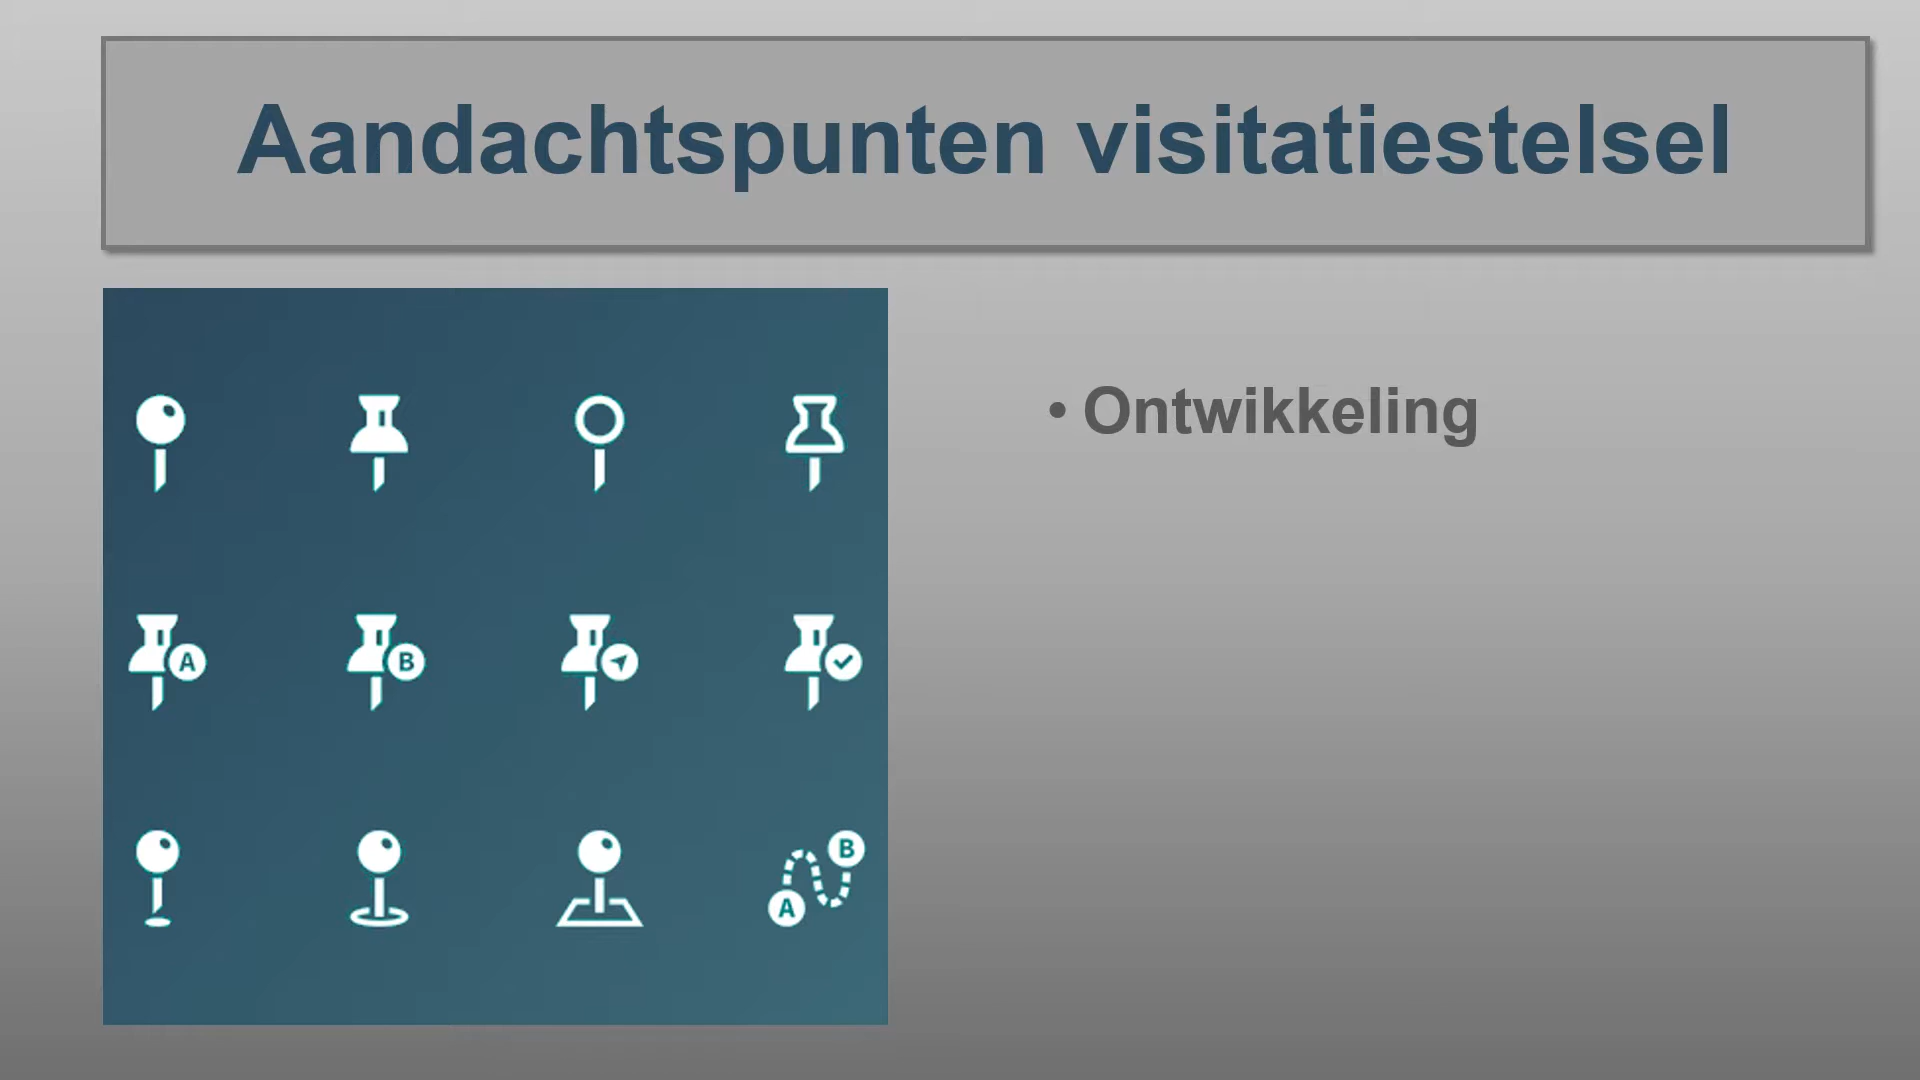 Aandachtspunten visitatiestelsel
• Ontwikkeling
A B
B
A